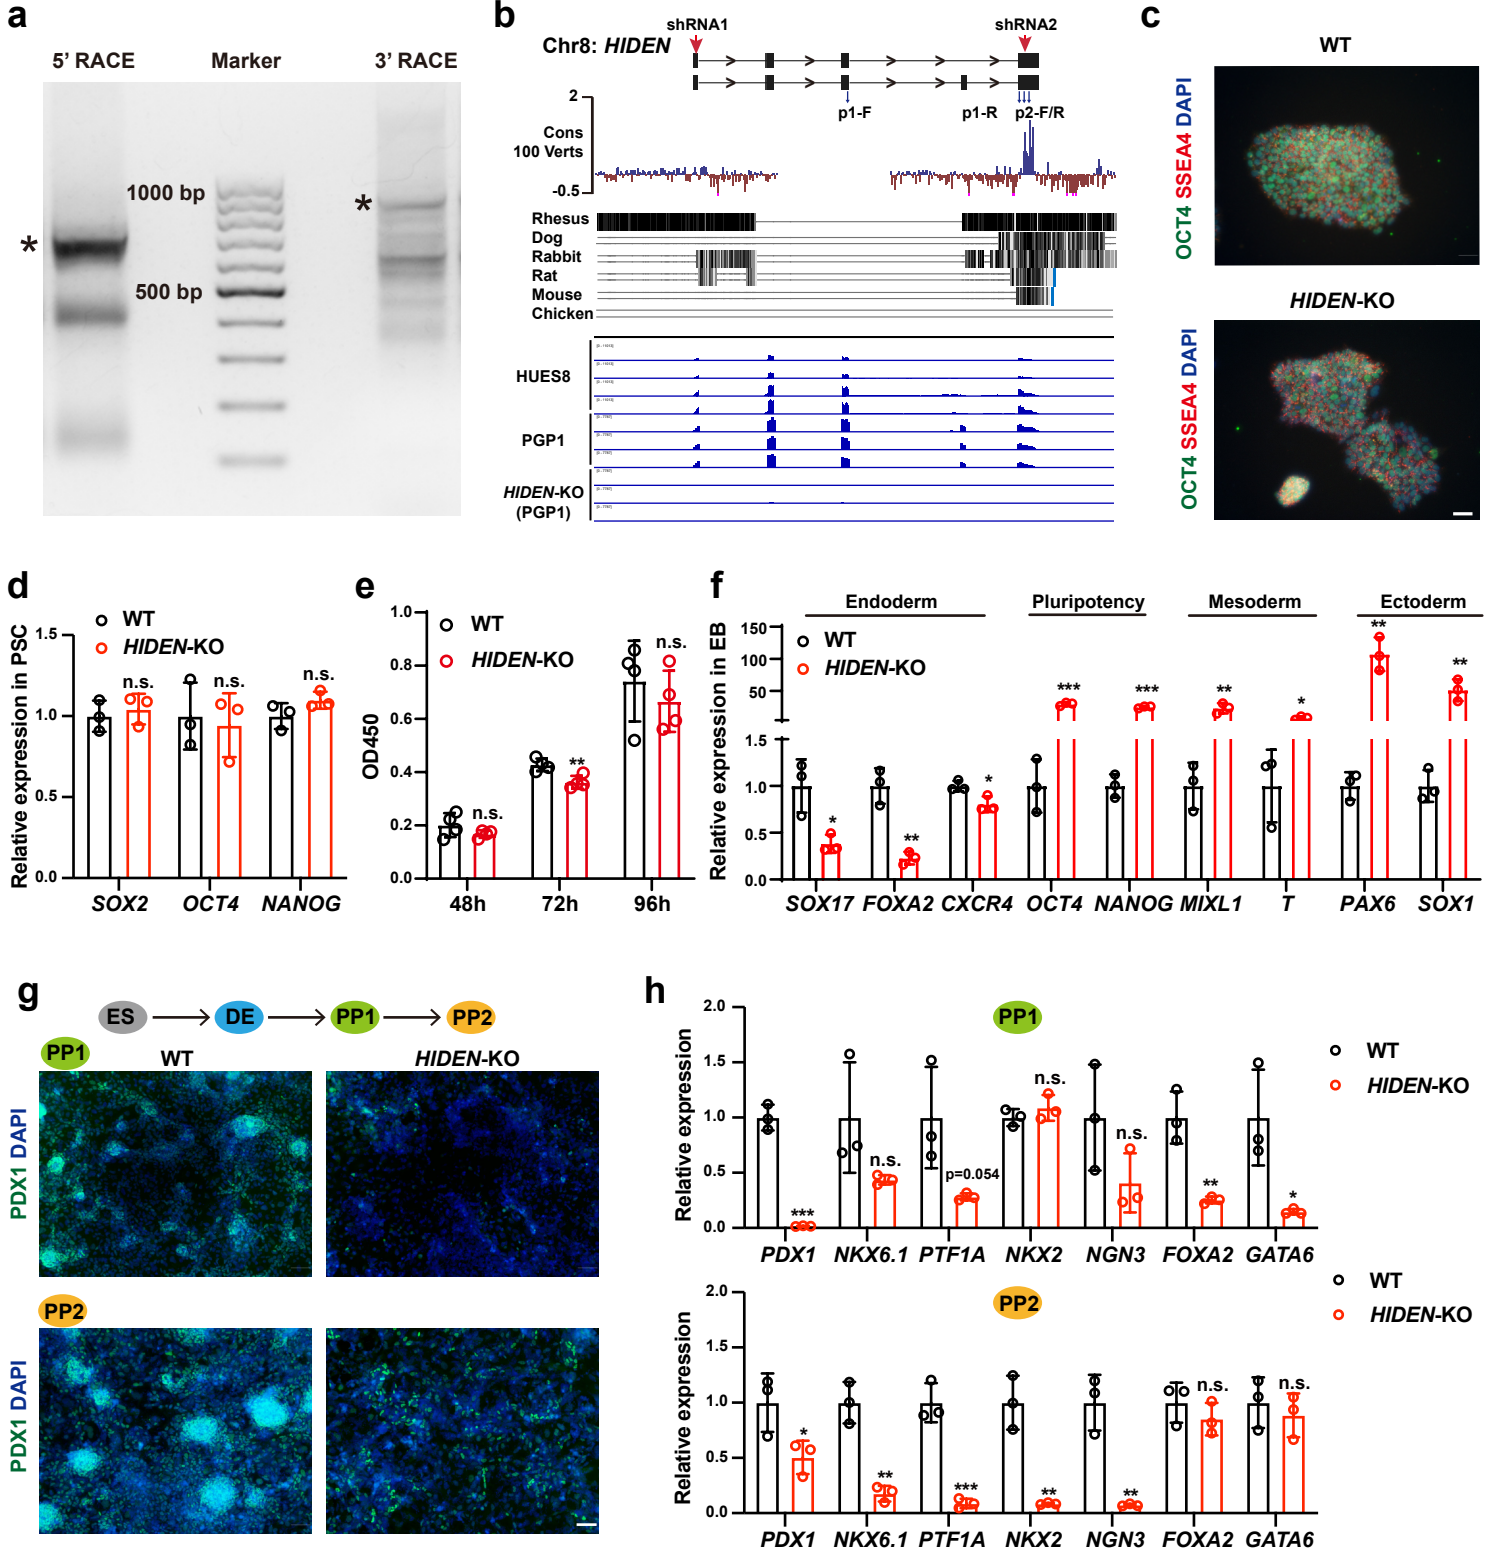 a
5’ RACE
Marker
3’ RACE
1000 bp
500 bp
*
*
b
shRNA1
shRNA2
Chr8: HIDEN
p1-F
p1-R
p2-F/R
2
Cons
100 Verts
-0.5
Rhesus
Dog
Rabbit
Rat
Mouse
Chicken
HUES8
PGP1
HIDEN-KO
(PGP1)
c
WT
OCT4 SSEA4 DAPI
HIDEN-KO
OCT4 SSEA4 DAPI
d
WT
HIDEN-KO
Relative expression in PSC
1.5
1.0
0.5
0.0
n.s.
n.s.
n.s.
SOX2
OCT4
NANOG
e
WT
HIDEN-KO
OD450
1.0
0.8
0.6
0.4
0.2
0.0
n.s.
**
n.s.
48h
72h
96h
f
Endoderm
Pluripotency
Mesoderm
Ectoderm
WT
HIDEN-KO
Relative expression in EB
150
100
50
1.5
1.0
0.5
0.0
*
**
*
***
***
**
*
**
**
SOX17
FOXA2
CXCR4
OCT4
NANOG
MIXL1
T
PAX6
SOX1
g
ES
DE
PP1
PP2
PP1
WT
HIDEN-KO
PDX1 DAPI
PP2
PDX1 DAPI
h
PP1
WT
HIDEN-KO
Relative expression
2.0
1.5
1.0
0.5
0.0
***
n.s.
p=0.054
n.s.
n.s.
**
*
PDX1
NKX6.1
PTF1A
NKX2
NGN3
FOXA2
GATA6
PP2
WT
HIDEN-KO
Relative expression
2.0
1.5
1.0
0.5
0.0
*
**
***
**
**
n.s.
n.s.
PDX1
NKX6.1
PTF1A
NKX2
NGN3
FOXA2
GATA6